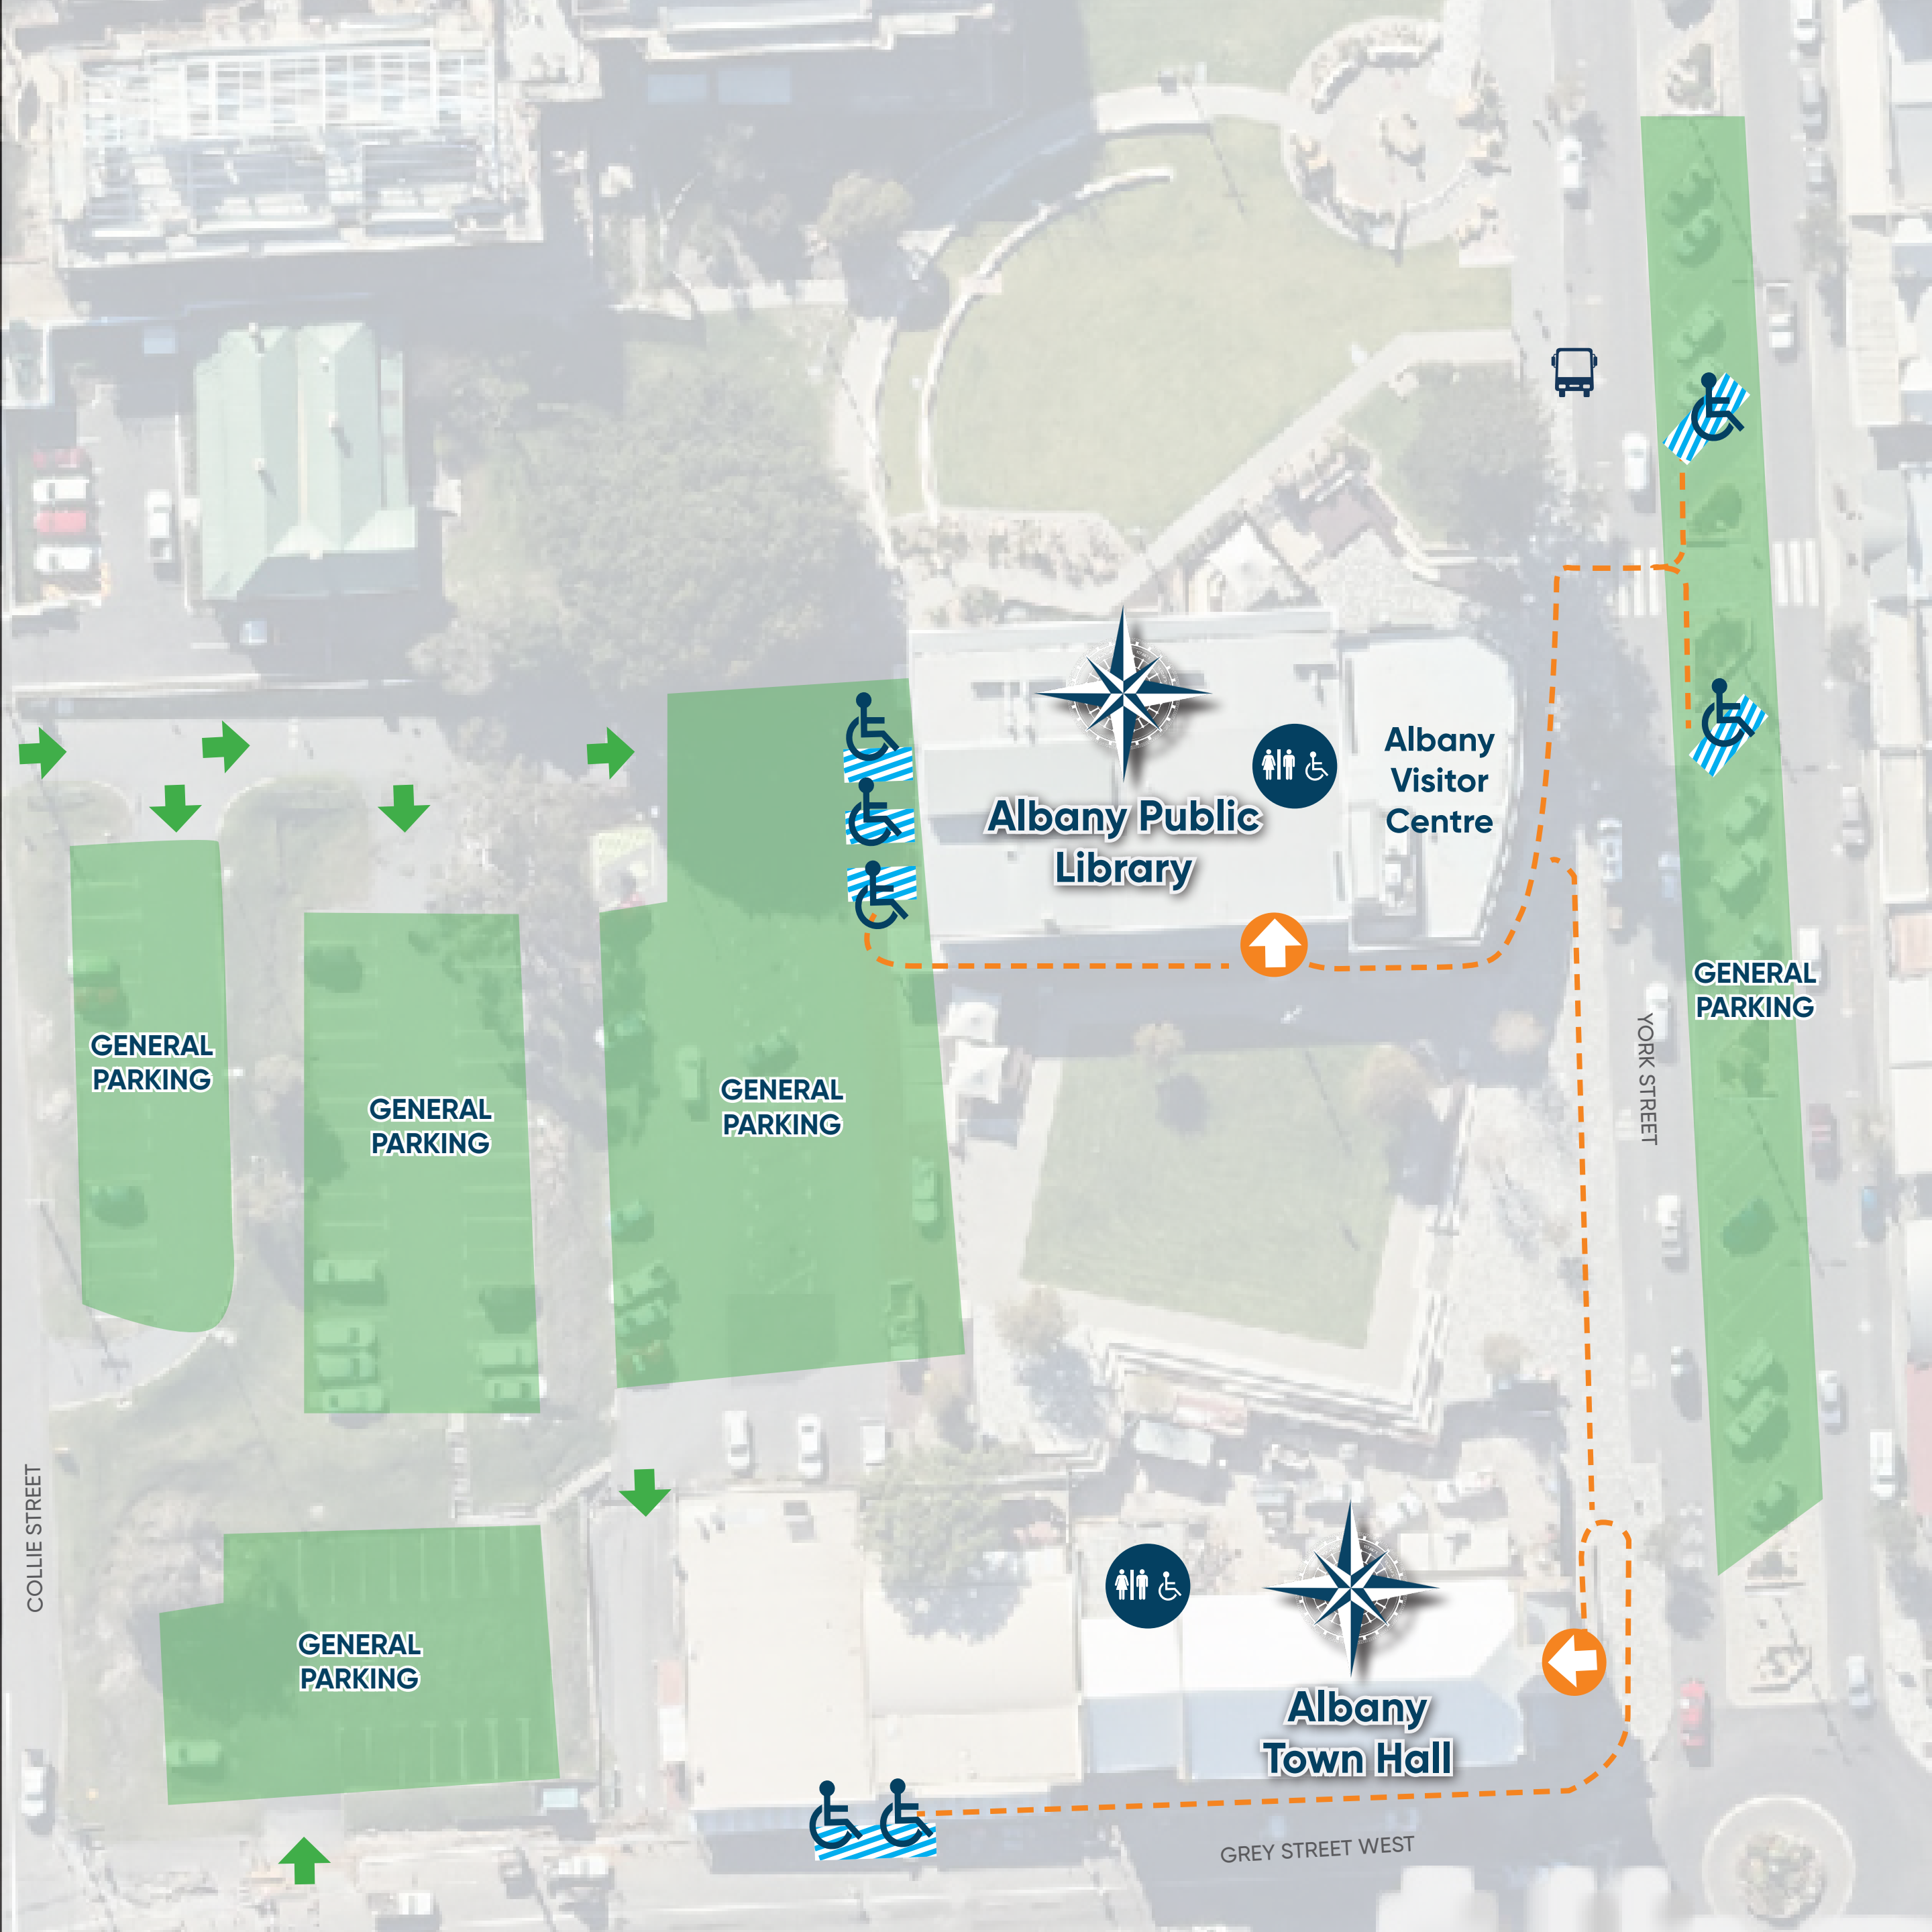 Albany Public
Library
Albany
Visitor
Centre
GENERAL
PARKING
GENERAL
PARKING
GENERAL
PARKING
GENERAL
PARKING
YORK STREET
COLLIE STREET
GENERAL
PARKING
Albany
Town Hall
GREY STREET WEST